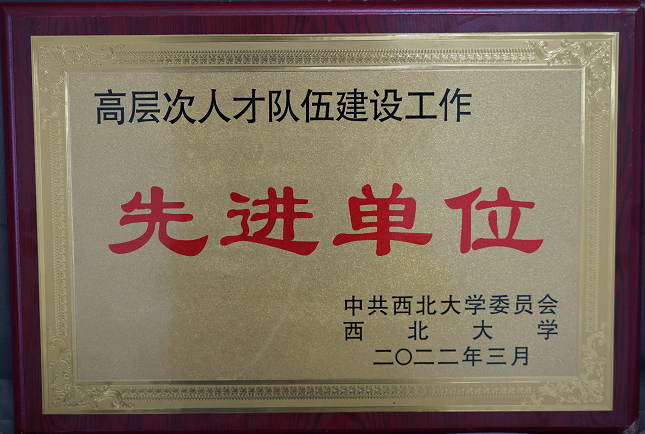 高层次人才队伍建设工作
先进单位
中共西北大学委员会
西北大学
二〇二二年三月